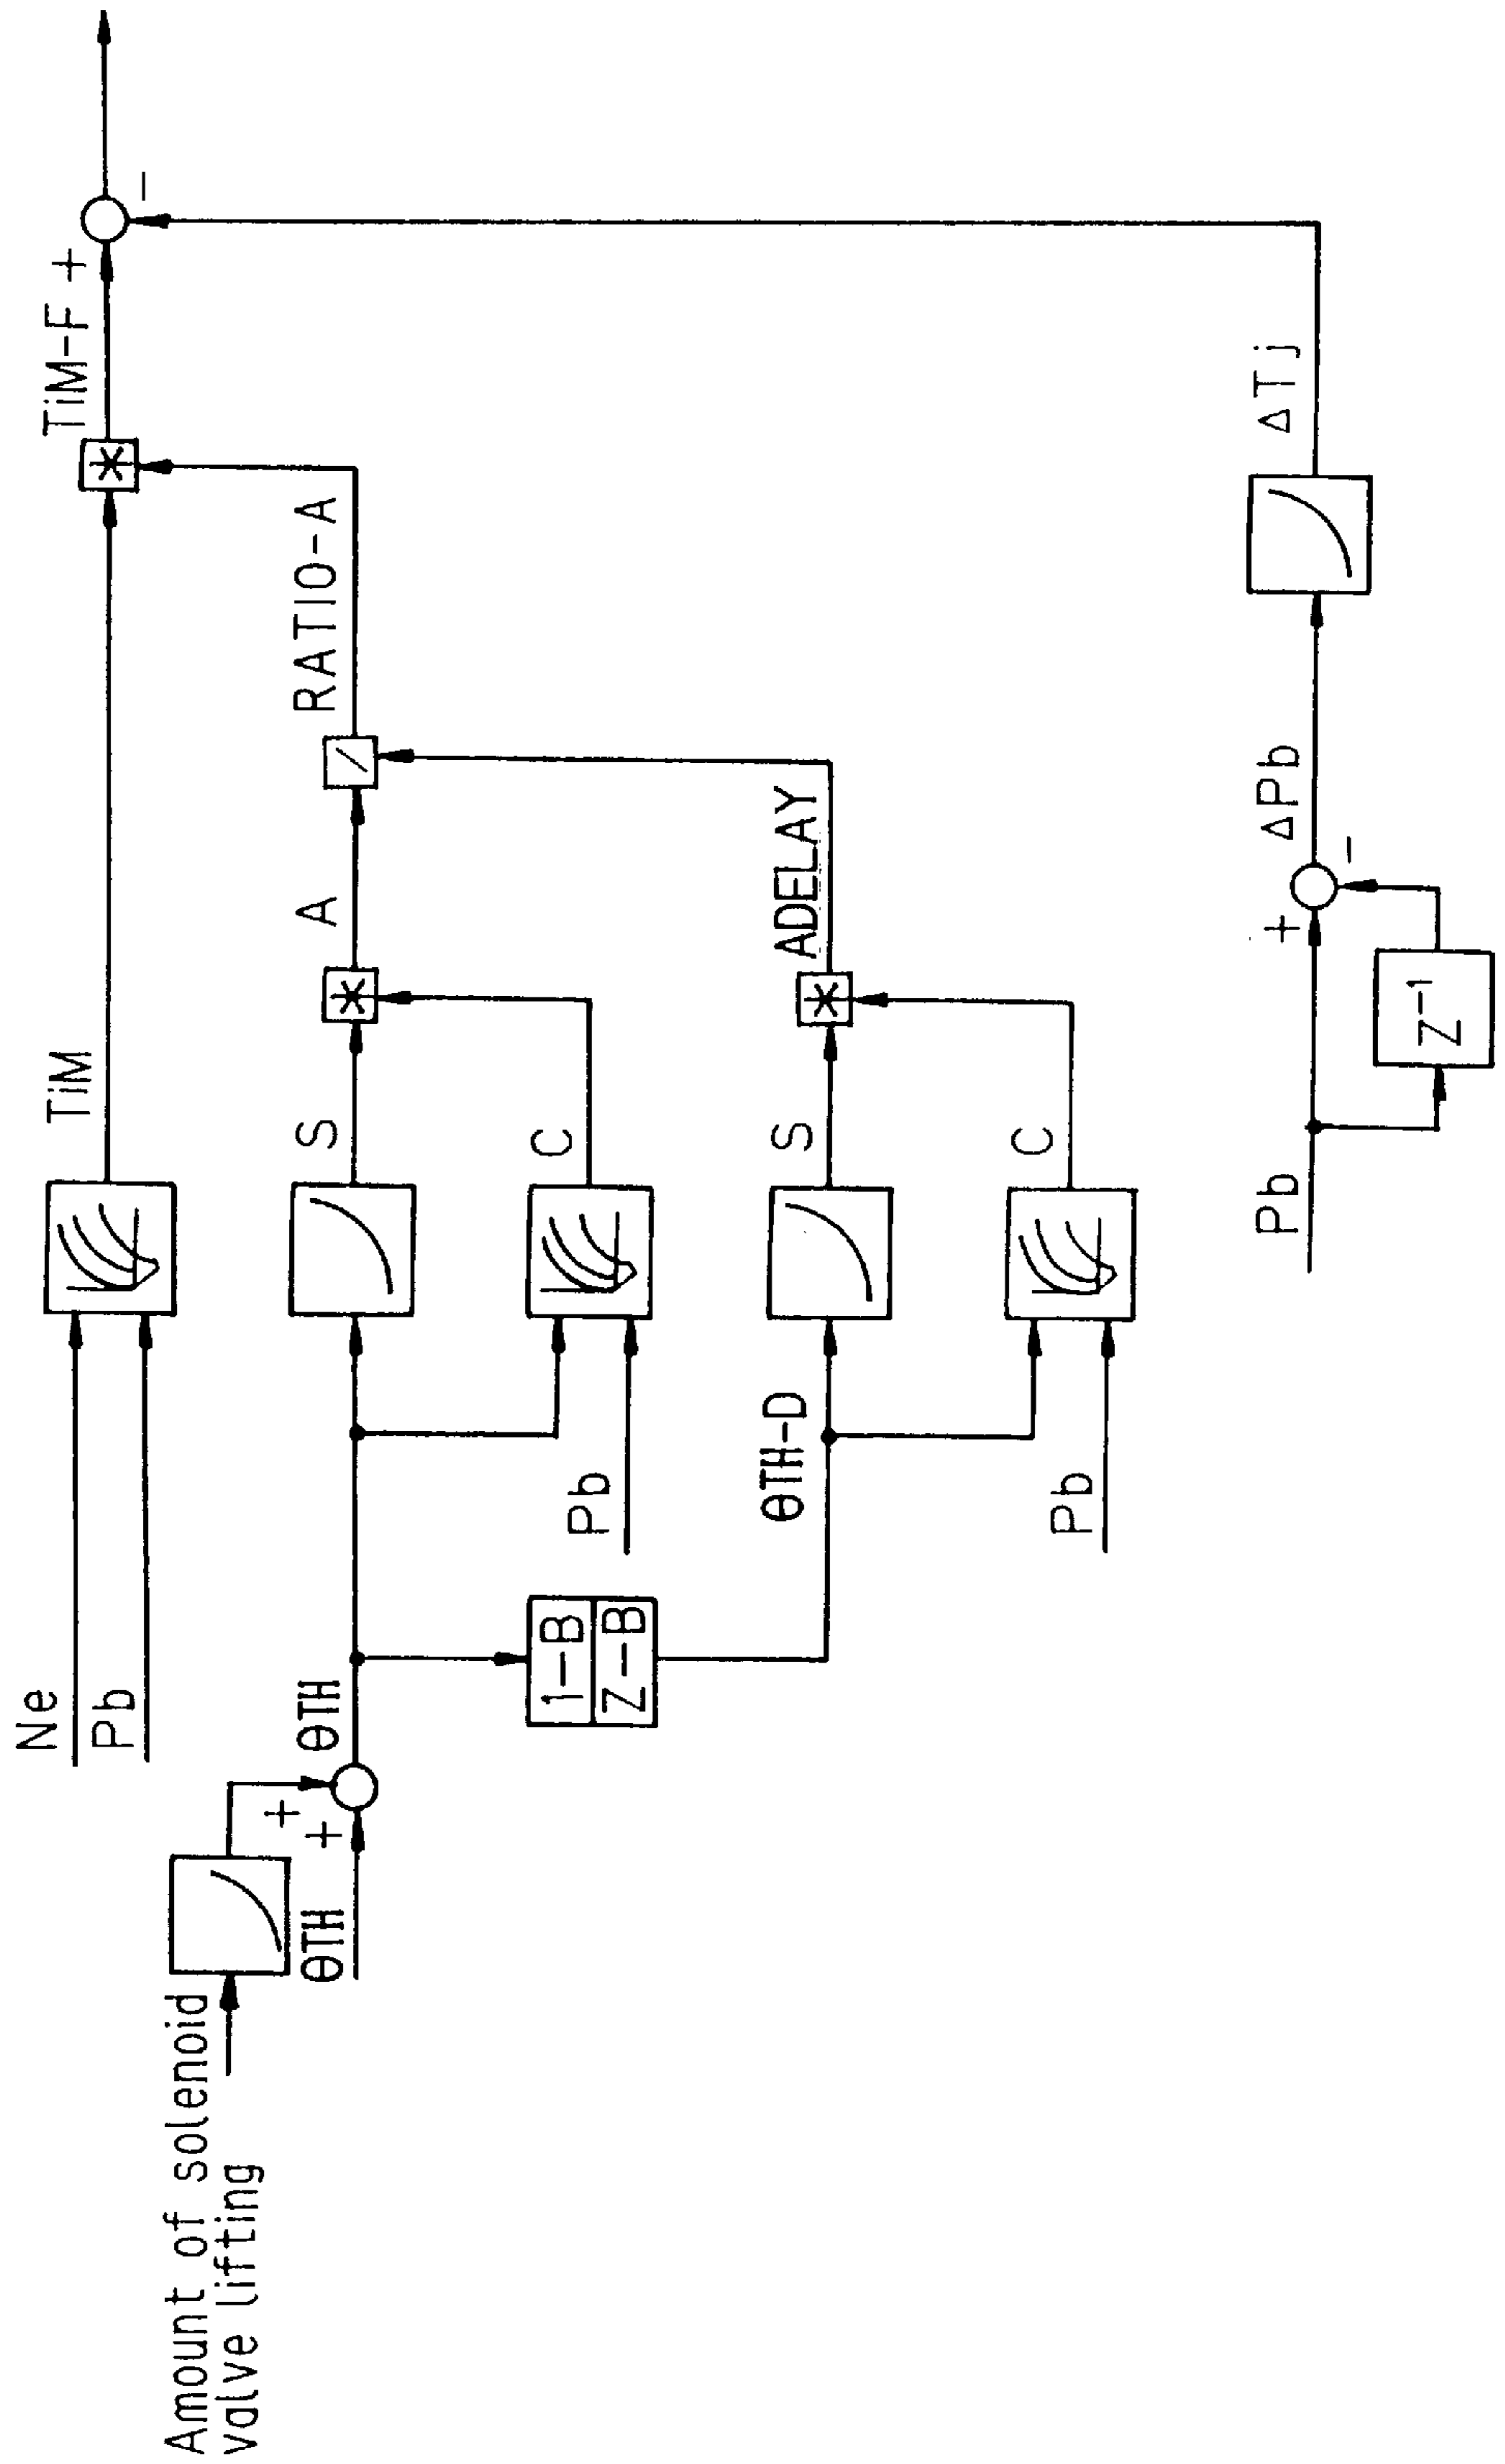 Ne
Pb
TiM
TiM-F
+
-
Amount of solenoid
valve lifting
+
θTH
+
θTH
S
*
A
/
RATIO-A
*
Pb
C
1-B
Z-B
θTH-D
S
*
ADELAY
Pb
C
Pb
+
-
Z⁻¹
ΔPb
ΔTj